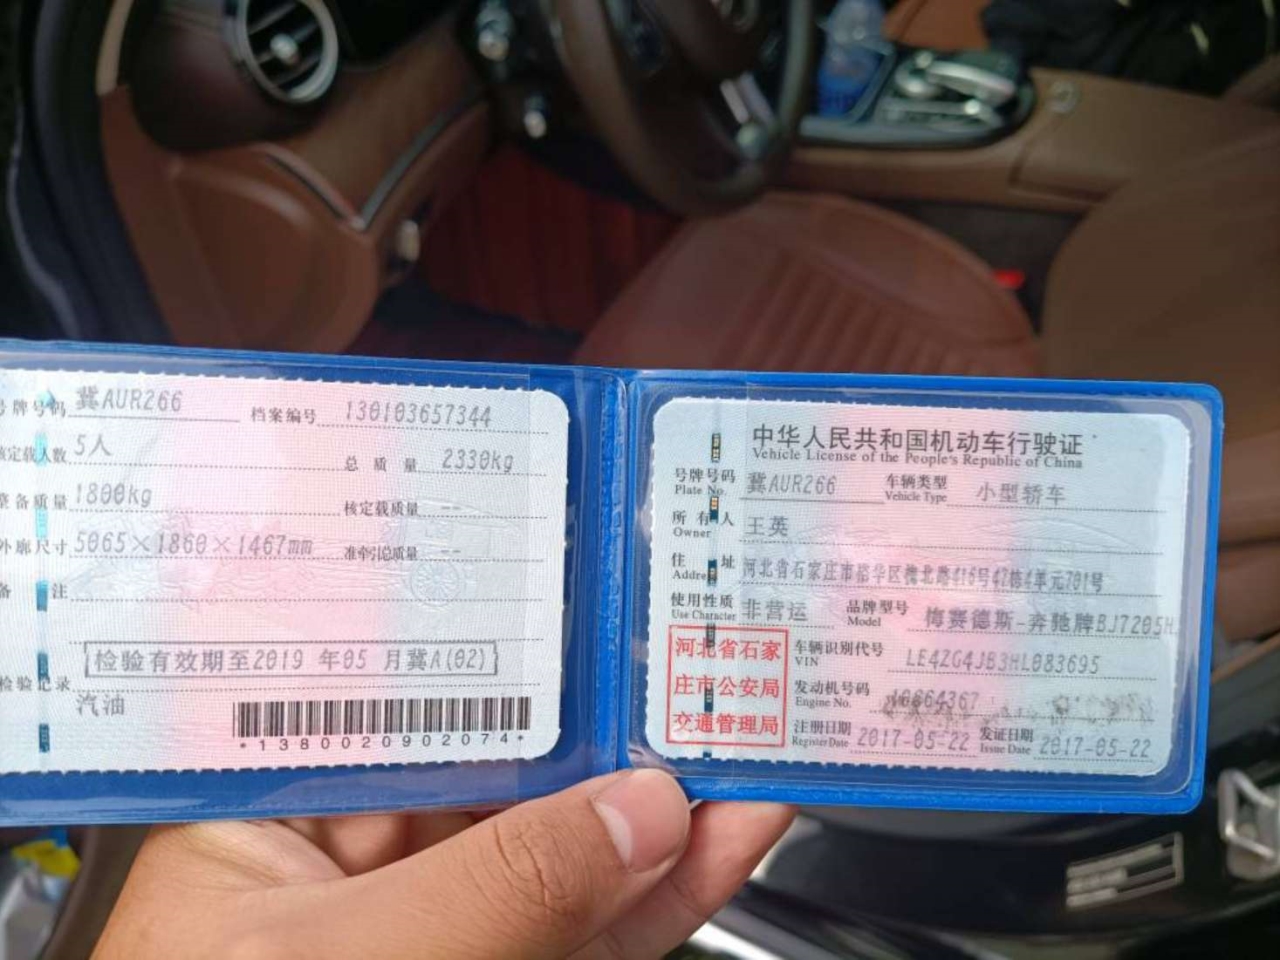 号牌号码 冀AUR266 档案编号 130103657344
核定载人数 5人 总质量 2330kg
整备质量 1800kg 核定载质量 --
外廓尺寸 5065×1860×1467mm 准牵引总质量 --
备注
检验有效期至2019年05月冀A(02)
检验记录
汽油
*1380020902074*
中华人民共和国机动车行驶证
Vehicle License of the People's Republic of China
号牌号码 冀AUR266 车辆类型 小型轿车
Plate No. Vehicle Type
所有人 王英
Owner
住址 河北省石家庄市裕华区槐北路416号42栋4单元701号
Address
使用性质 非营运 品牌型号 梅赛德斯-奔驰牌BJ7205H
Use Character Model
河北省石家
庄市公安局
交通管理局
车辆识别代号 LE4ZG4JB3HL083695
VIN
发动机号码
Engine No.
注册日期 2017-05-22 发证日期 2017-05-22
Register Date Issue Date